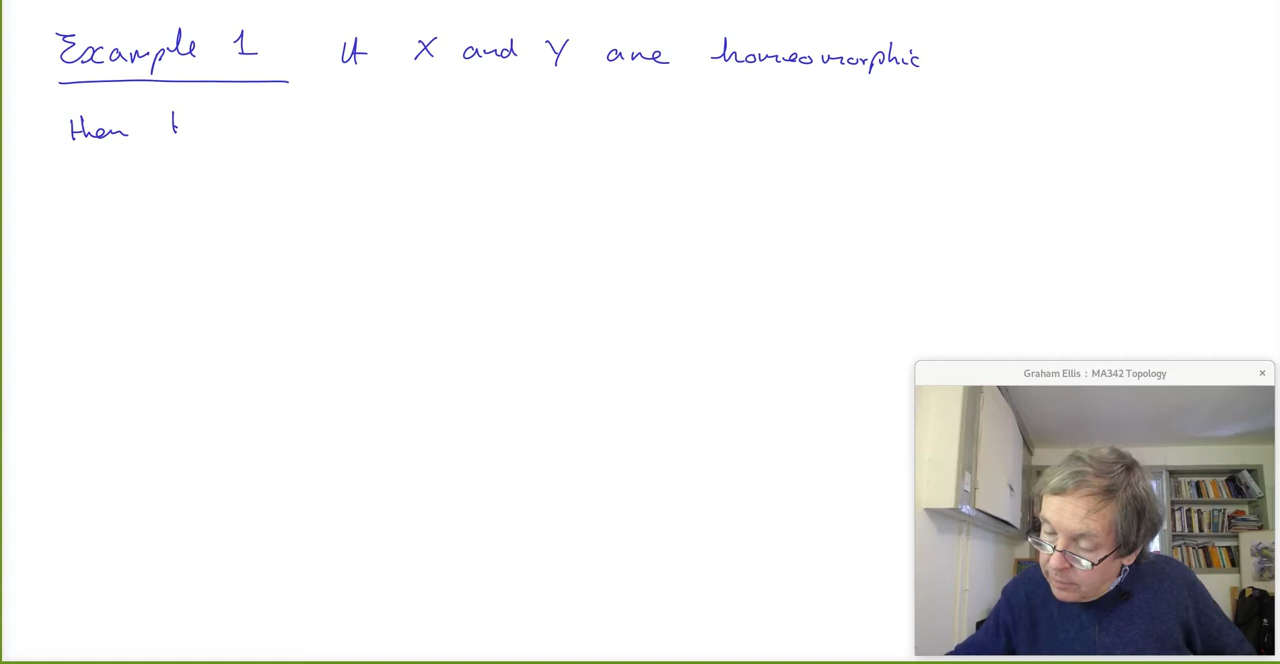 Example 1 If X and Y are homeomorphic
then t
Graham Ellis : MA342 Topology